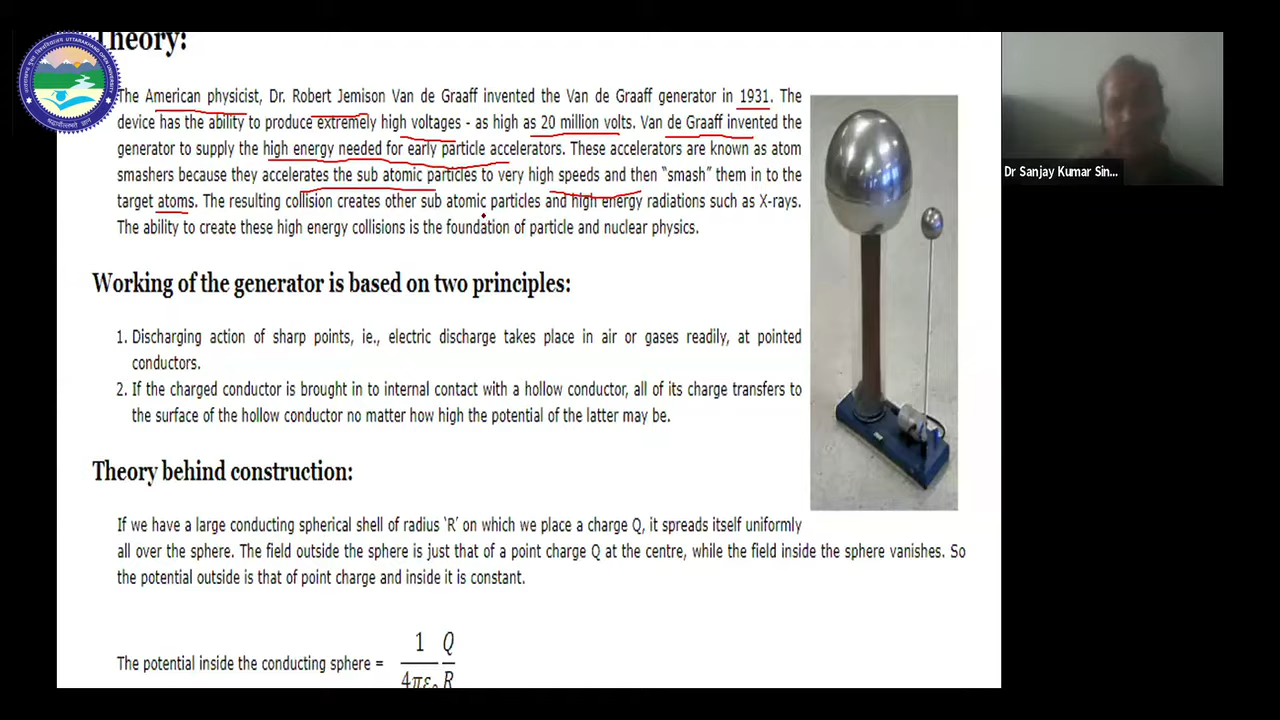 Theory:
The American physicist, Dr. Robert Jemison Van de Graaff invented the Van de Graaff generator in 1931. The
device has the ability to produce extremely high voltages - as high as 20 million volts. Van de Graaff invented the
generator to supply the high energy needed for early particle accelerators. These accelerators are known as atom
smashers because they accelerates the sub atomic particles to very high speeds and then “smash” them in to the
target atoms. The resulting collision creates other sub atomic particles and high energy radiations such as X-rays.
The ability to create these high energy collisions is the foundation of particle and nuclear physics.
Dr Sanjay Kumar Sin...
Working of the generator is based on two principles:
1. Discharging action of sharp points, ie., electric discharge takes place in air or gases readily, at pointed
conductors.
2. If the charged conductor is brought in to internal contact with a hollow conductor, all of its charge transfers to
the surface of the hollow conductor no matter how high the potential of the latter may be.
Theory behind construction:
If we have a large conducting spherical shell of radius ‘R’ on which we place a charge Q, it spreads itself uniformly
all over the sphere. The field outside the sphere is just that of a point charge Q at the centre, while the field inside the sphere vanishes. So
the potential outside is that of point charge and inside it is constant.
The potential inside the conducting sphere = 1/4πε₀ Q/R